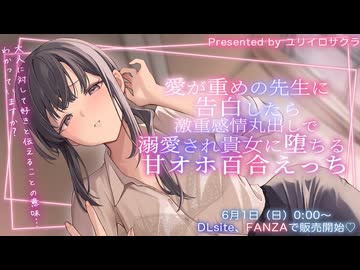 Presented by ユリイロサクラ
大人に対して好きと伝えることの意味…
わかって、ますか？
愛が重めの先生に
告白したら
激重感情丸出しで
溺愛され貴女に堕ちる
甘オホ百合えっち
6月1日（日）0:00～
DLsite、FANZAで販売開始♡